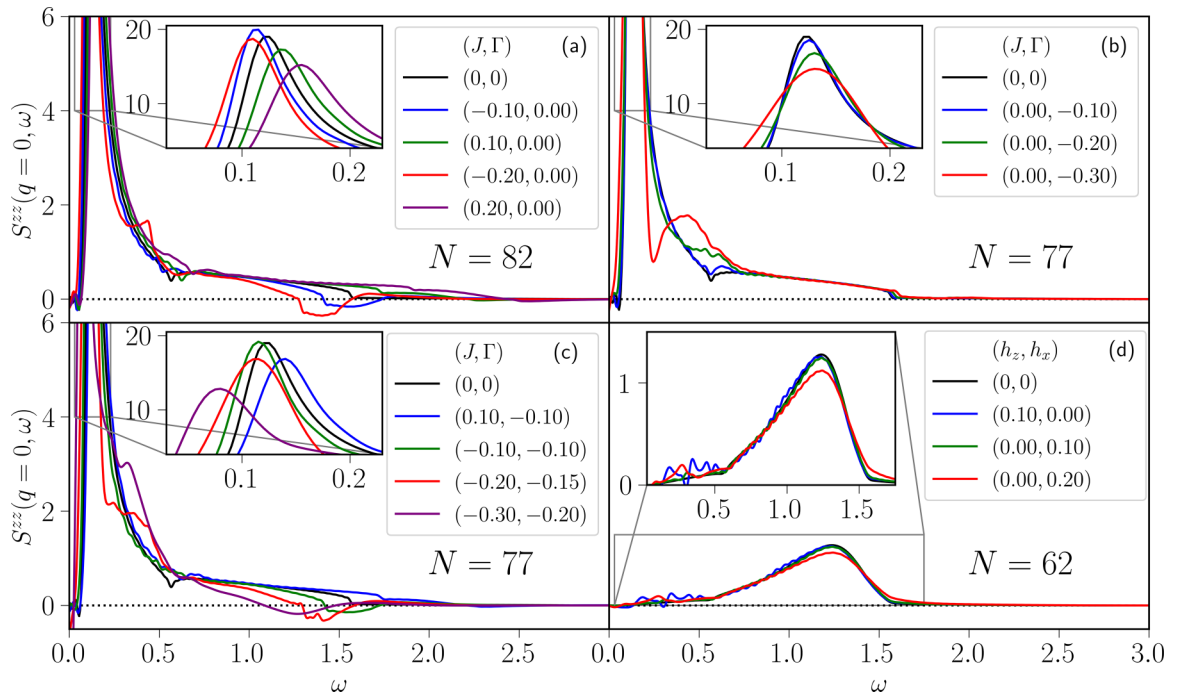 6
4
2
0
S^{zz}(q = 0, ω)
20
10
0.1
0.2
(J, Γ) (a)
(0, 0)
(−0.10, 0.00)
(0.10, 0.00)
(−0.20, 0.00)
(0.20, 0.00)
N = 82
20
10
0.1
0.2
(J, Γ) (b)
(0, 0)
(0.00, −0.10)
(0.00, −0.20)
(0.00, −0.30)
N = 77
6
4
2
0
S^{zz}(q = 0, ω)
20
10
0.1
0.2
(J, Γ) (c)
(0, 0)
(0.10, −0.10)
(−0.10, −0.10)
(−0.20, −0.15)
(−0.30, −0.20)
N = 77
0.0 0.5 1.0 1.5 2.0 2.5
ω
1
0
0.5 1.0 1.5
(h_z, h_x) (d)
(0, 0)
(0.10, 0.00)
(0.00, 0.10)
(0.00, 0.20)
N = 62
0.0 0.5 1.0 1.5 2.0 2.5 3.0
ω